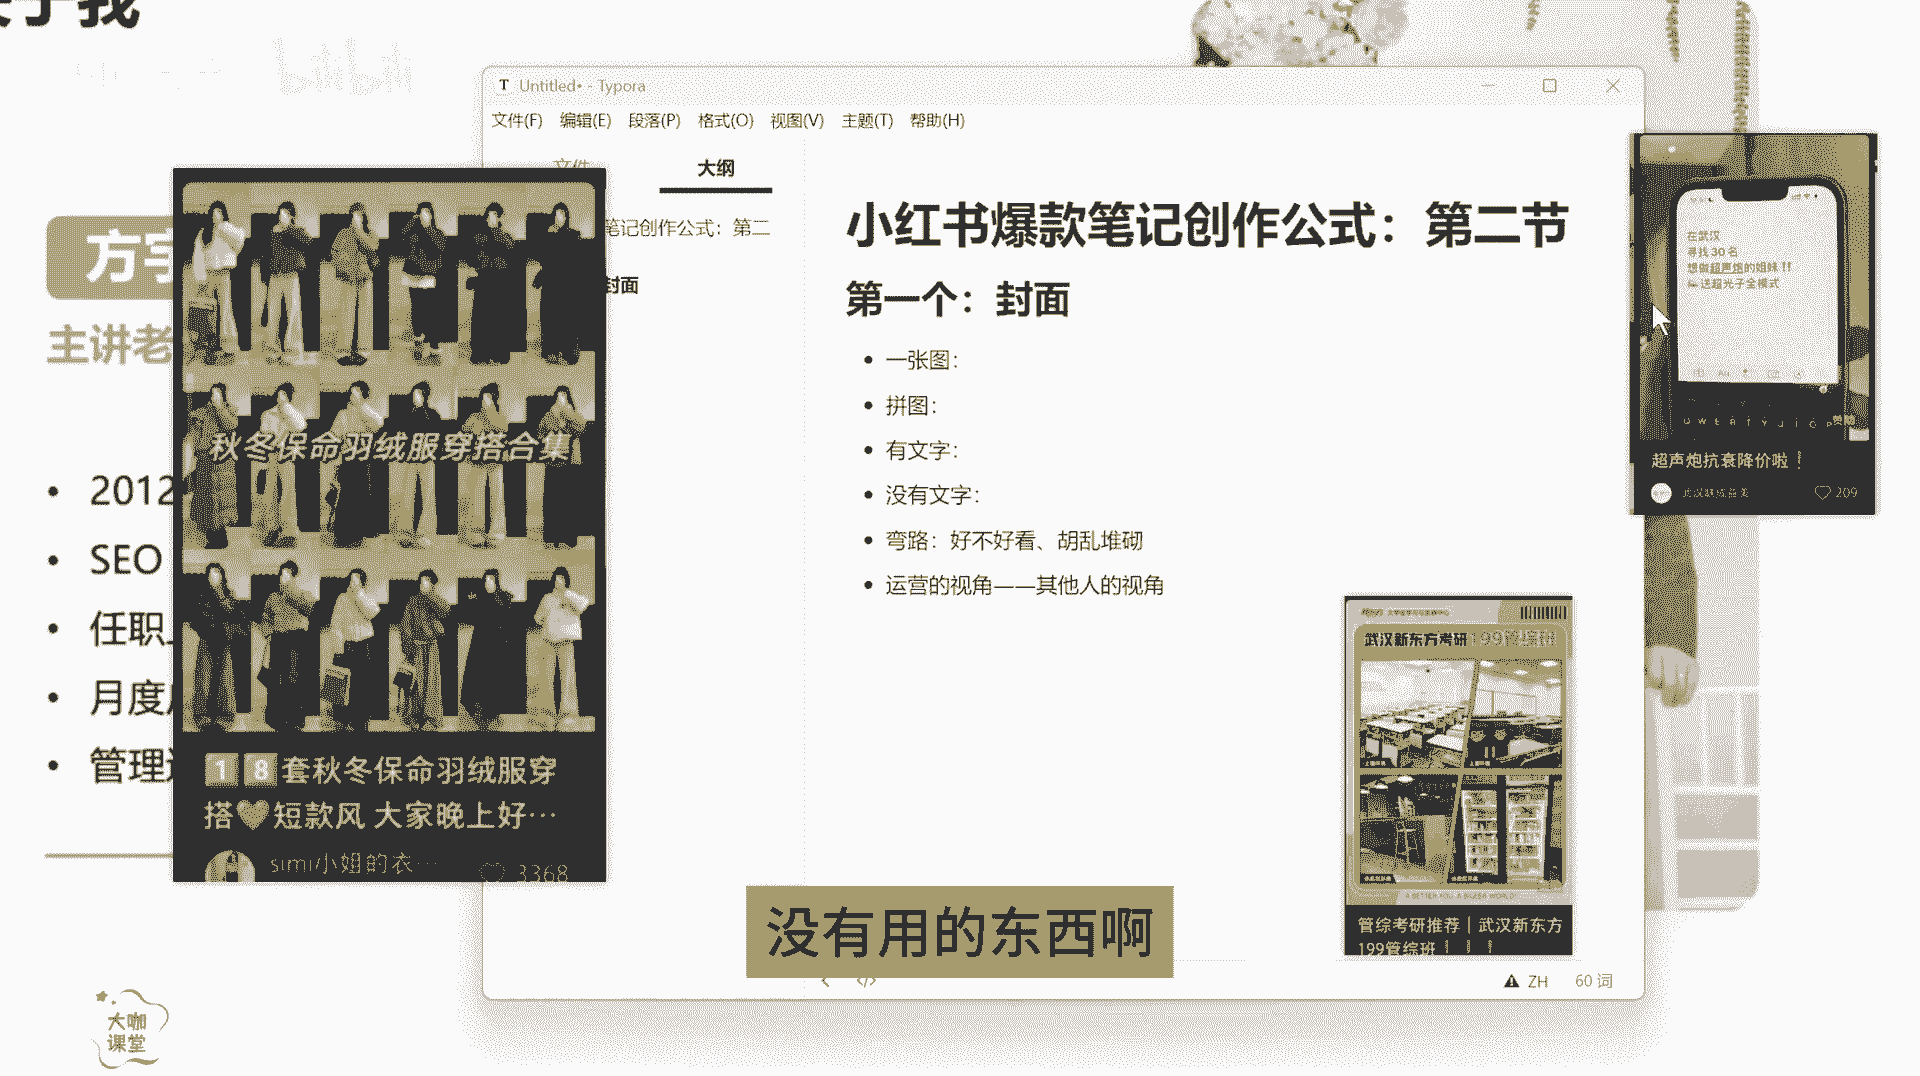 关于我
bilibili
Untitled• - Typora
文件(F) 编辑(E) 段落(P) 格式(O) 视图(V) 主题(T) 帮助(H)
文件
大纲
笔记创作公式：第二
封面
小红书爆款笔记创作公式：第二节
第一个：封面
一张图：
拼图：
有文字：
没有文字：
弯路：好不好看、胡乱堆砌
运营的视角——其他人的视角
方宇
主讲老
2012
SEO
任职
月度
管理
秋冬保命羽绒服穿搭合集
18套秋冬保命羽绒服穿
搭🤎短款风 大家晚上好…
simi小姐的衣…
3368
在武汉
寻找 30 名
想做超声炮的姐妹 !!
送超光子全模式
超声炮抗衰降价啦！
209
武汉新东方考研 199管综班
管综考研推荐｜武汉新东方
199管综班！！！
没有用的东西啊
ZH 60 词
大咖
课堂